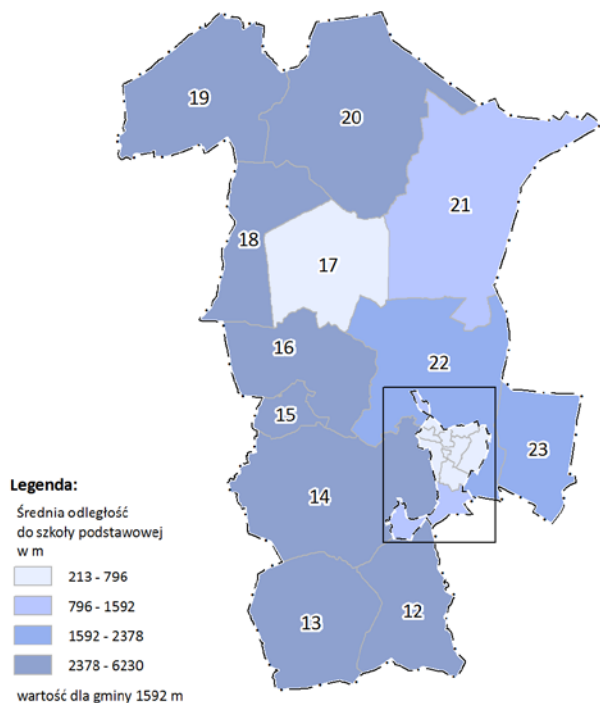 19
20
21
18
17
16
22
15
23
14
13
12
Legenda:
Średnia odległość
do szkoły podstawowej
w m
213 - 796
796 - 1592
1592 - 2378
2378 - 6230
wartość dla gminy 1592 m